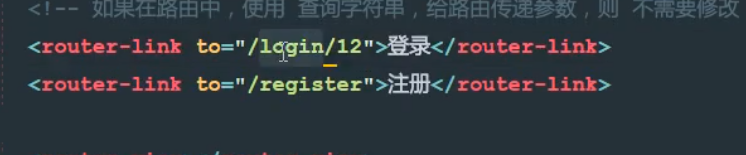 <!-- 如果在路由中，使用 查询字符串，给路由传递参数，则 不需要修改
<router-link to="/login/12">登录</router-link>
<router-link to="/register">注册</router-link>